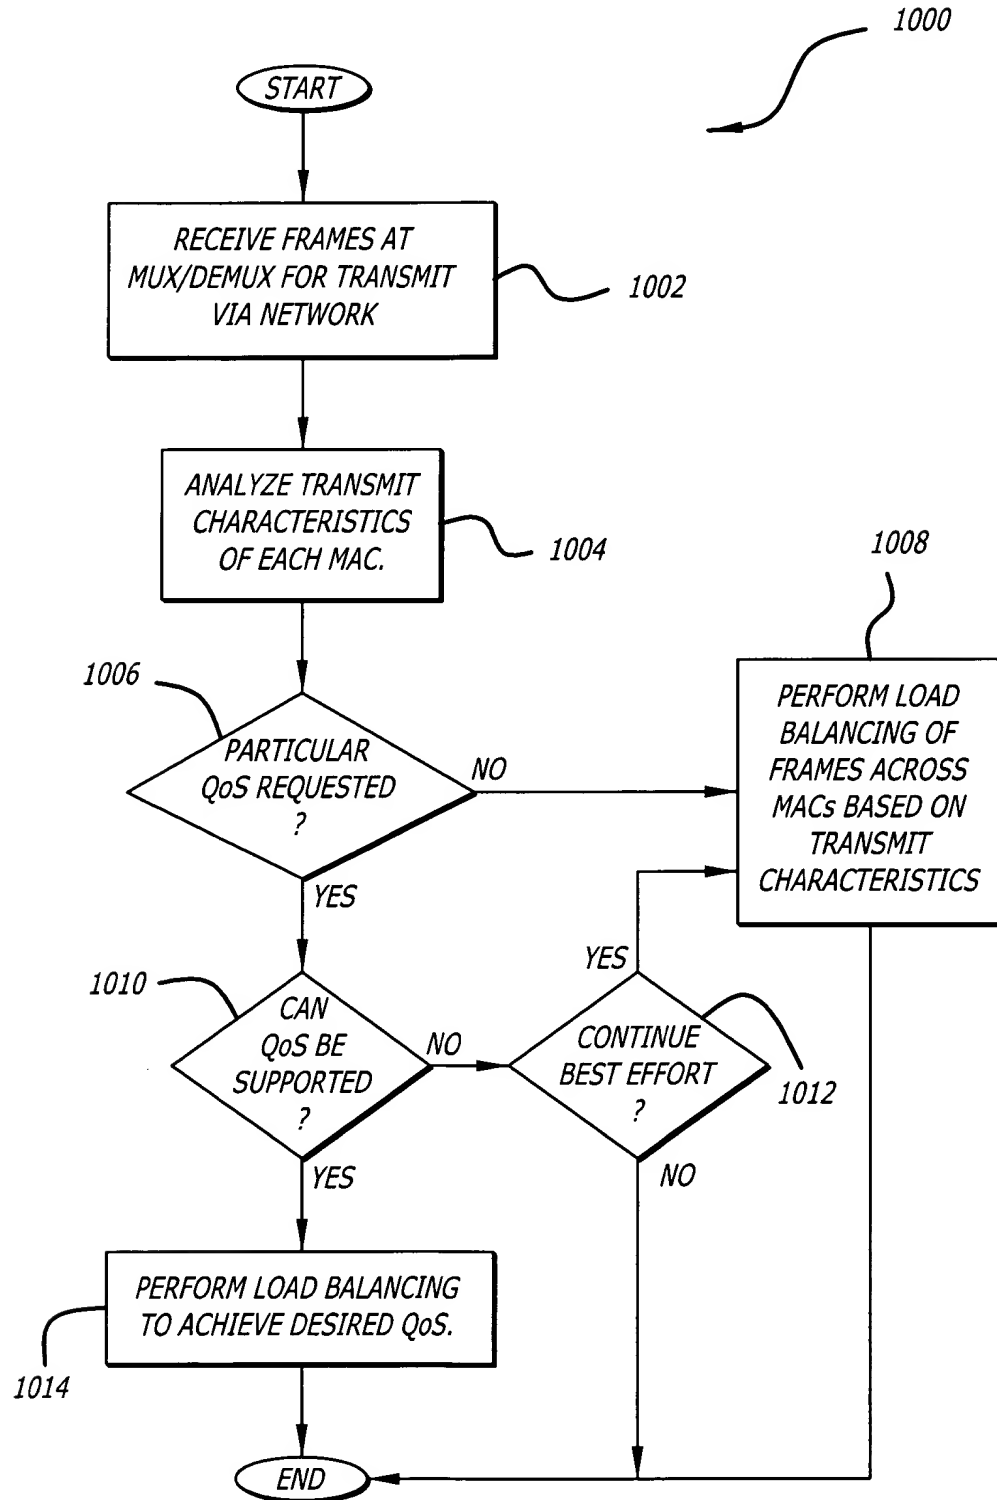 1000
START
RECEIVE FRAMES AT
MUX/DEMUX FOR TRANSMIT
VIA NETWORK
1002
ANALYZE TRANSMIT
CHARACTERISTICS
OF EACH MAC.
1004
1006
PARTICULAR
QoS REQUESTED
?
NO
YES
1008
PERFORM LOAD
BALANCING OF
FRAMES ACROSS
MACs BASED ON
TRANSMIT
CHARACTERISTICS
1010
CAN
QoS BE
SUPPORTED
?
NO
YES
YES
CONTINUE
BEST EFFORT
?
1012
NO
PERFORM LOAD BALANCING
TO ACHIEVE DESIRED QoS.
1014
END